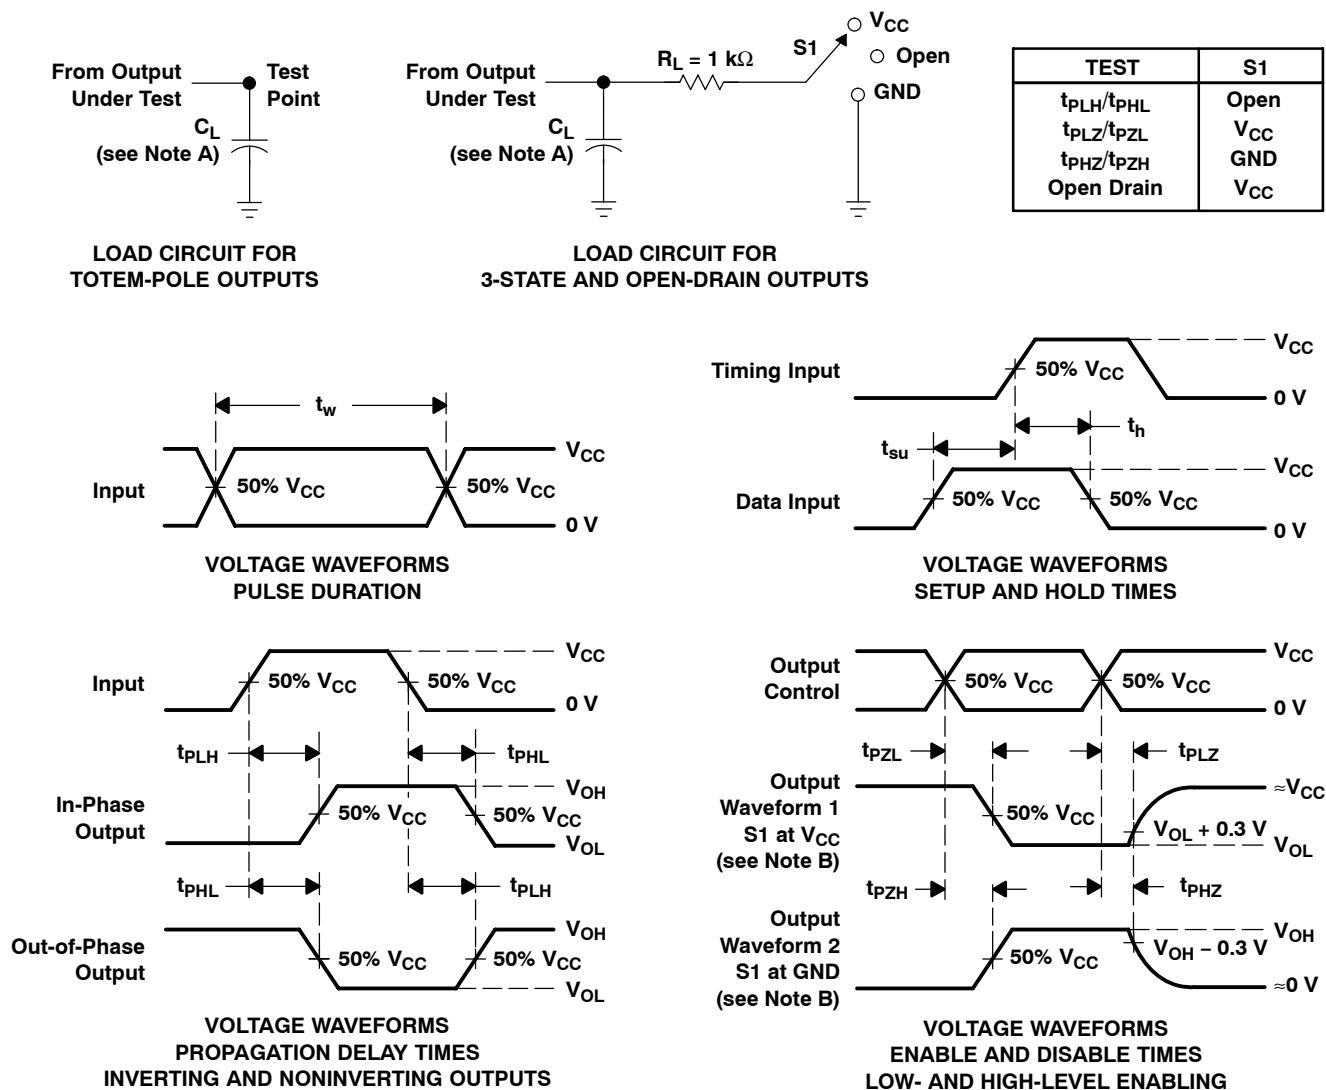 From Output
Under Test
Test
Point
CL
(see Note A)
LOAD CIRCUIT FOR
TOTEM-POLE OUTPUTS
From Output
Under Test
CL
(see Note A)
RL = 1 kΩ
S1
VCC
Open
GND
LOAD CIRCUIT FOR
3-STATE AND OPEN-DRAIN OUTPUTS
TEST S1
tPLH/tPHL Open
tPLZ/tPZL VCC
tPHZ/tPZH GND
Open Drain VCC
tw
Input
50% VCC
50% VCC
VCC
0 V
VOLTAGE WAVEFORMS
PULSE DURATION
Timing Input
50% VCC
VCC
0 V
th
tsu
Data Input
50% VCC
50% VCC
VCC
0 V
VOLTAGE WAVEFORMS
SETUP AND HOLD TIMES
Input
50% VCC
50% VCC
VCC
0 V
tPLH
tPHL
In-Phase
Output
50% VCC
50% VCC
VOH
VOL
tPHL
tPLH
Out-of-Phase
Output
50% VCC
50% VCC
VOH
VOL
VOLTAGE WAVEFORMS
PROPAGATION DELAY TIMES
INVERTING AND NONINVERTING OUTPUTS
Output
Control
50% VCC
50% VCC
VCC
0 V
tPZL
tPLZ
Output
Waveform 1
S1 at VCC
(see Note B)
50% VCC
VOL + 0.3 V
≈VCC
VOL
tPZH
tPHZ
Output
Waveform 2
S1 at GND
(see Note B)
50% VCC
VOH − 0.3 V
VOH
≈0 V
VOLTAGE WAVEFORMS
ENABLE AND DISABLE TIMES
LOW- AND HIGH-LEVEL ENABLING